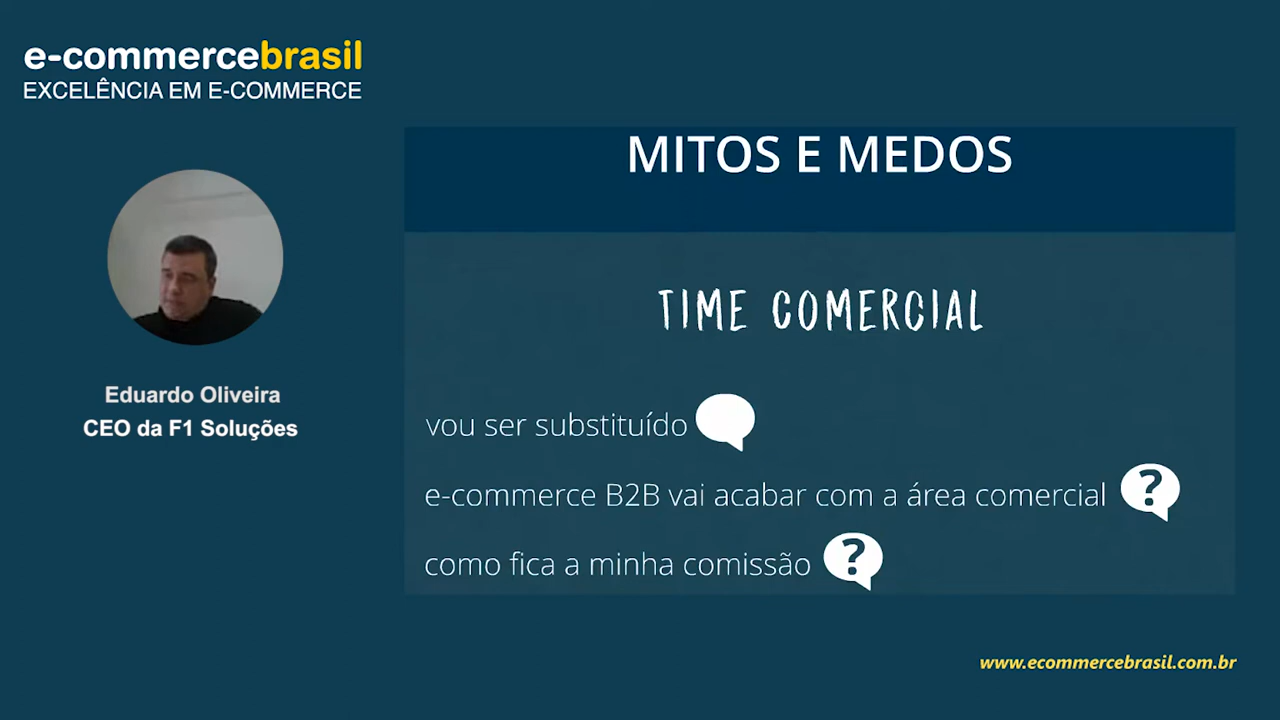 e-commercebrasil
EXCELÊNCIA EM E-COMMERCE
MITOS E MEDOS
TIME COMERCIAL
vou ser substituído
e-commerce B2B vai acabar com a área comercial ?
como fica a minha comissão ?
Eduardo Oliveira
CEO da F1 Soluções
www.ecommercebrasil.com.br